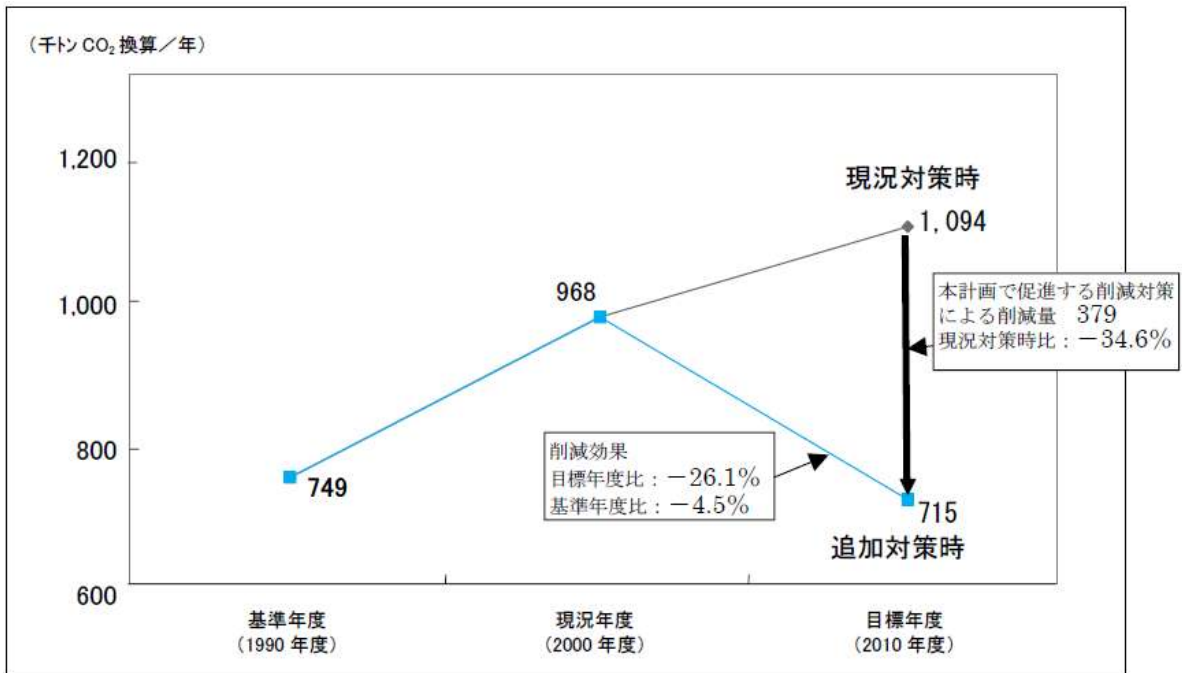 （千トン CO₂ 換算／年）
1,200
1,000
800
600
現況対策時
1,094
968
749
715
追加対策時
本計画で促進する削減対策
による削減量　379
現況対策時比：－34.6%
削減効果
目標年度比：－26.1%
基準年度比：－4.5%
基準年度
（1990 年度）
現況年度
（2000 年度）
目標年度
（2010 年度）